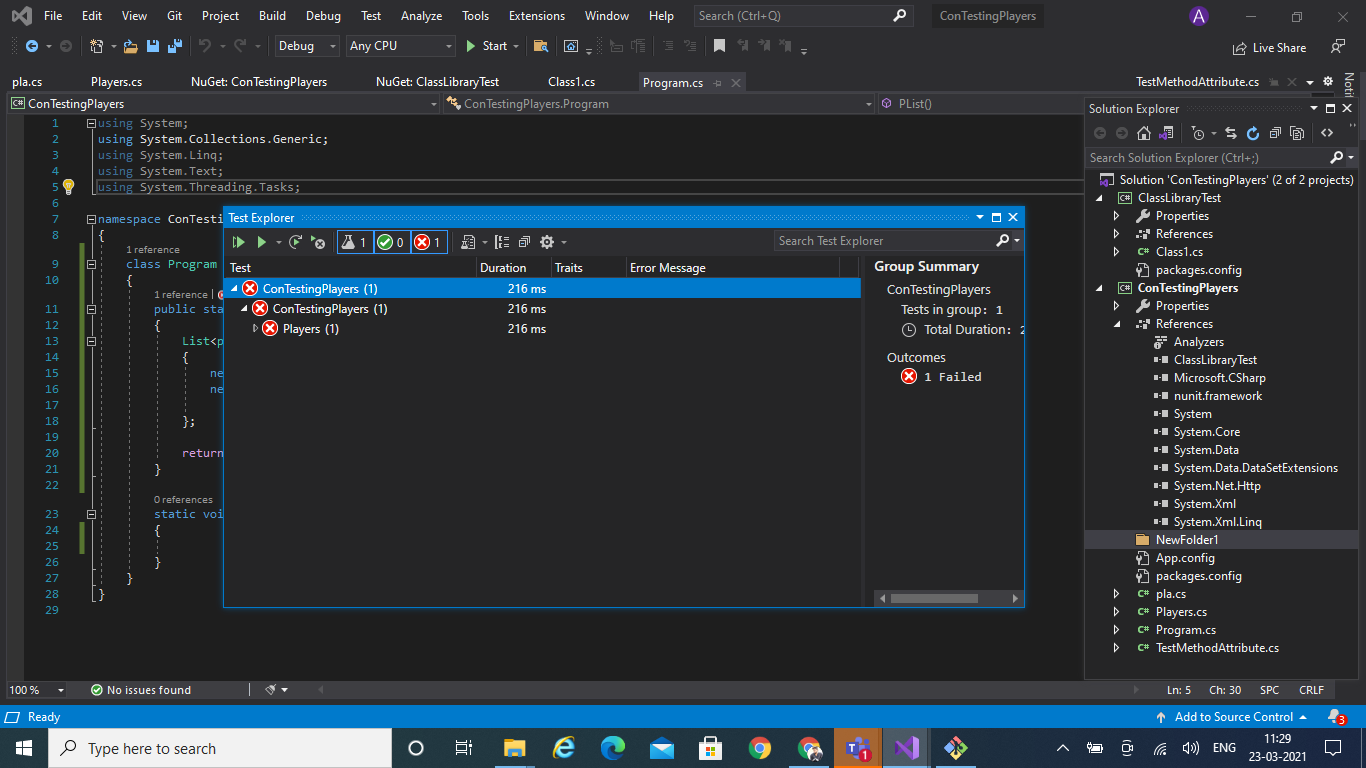 File Edit View Git Project Build Debug Test Analyze Tools Extensions Window Help Search (Ctrl+Q) ConTestingPlayers A
Debug Any CPU Start Live Share
pla.cs Players.cs NuGet: ConTestingPlayers NuGet: ClassLibraryTest Class1.cs Program.cs TestMethodAttribute.cs
ConTestingPlayers ConTestingPlayers.Program PList()
1 using System;
2 using System.Collections.Generic;
3 using System.Linq;
4 using System.Text;
5 using System.Threading.Tasks;
6
7 namespace ConTesti
8 {
1 reference
9 class Program
10 {
1 reference |
11 public sta
12 {
13 List<p
14 {
15 ne
16 ne
17
18 };
19
20 return
21 }
22
0 references
23 static voi
24 {
25
26 }
27 }
28 }
29
Test Explorer
1 0 1 Search Test Explorer
Test Duration Traits Error Message
ConTestingPlayers (1) 216 ms
ConTestingPlayers (1) 216 ms
Players (1) 216 ms
Group Summary
ConTestingPlayers
Tests in group: 1
Total Duration: 2
Outcomes
1 Failed
Solution Explorer
Search Solution Explorer (Ctrl+;)
Solution 'ConTestingPlayers' (2 of 2 projects)
ClassLibraryTest
Properties
References
C# Class1.cs
packages.config
ConTestingPlayers
Properties
References
Analyzers
ClassLibraryTest
Microsoft.CSharp
nunit.framework
System
System.Core
System.Data
System.Data.DataSetExtensions
System.Net.Http
System.Xml
System.Xml.Linq
NewFolder1
App.config
packages.config
C# pla.cs
C# Players.cs
C# Program.cs
C# TestMethodAttribute.cs
Notifi
100 % No issues found Ln: 5 Ch: 30 SPC CRLF
Ready Add to Source Control 3
Type here to search 1 ENG 11:29
23-03-2021